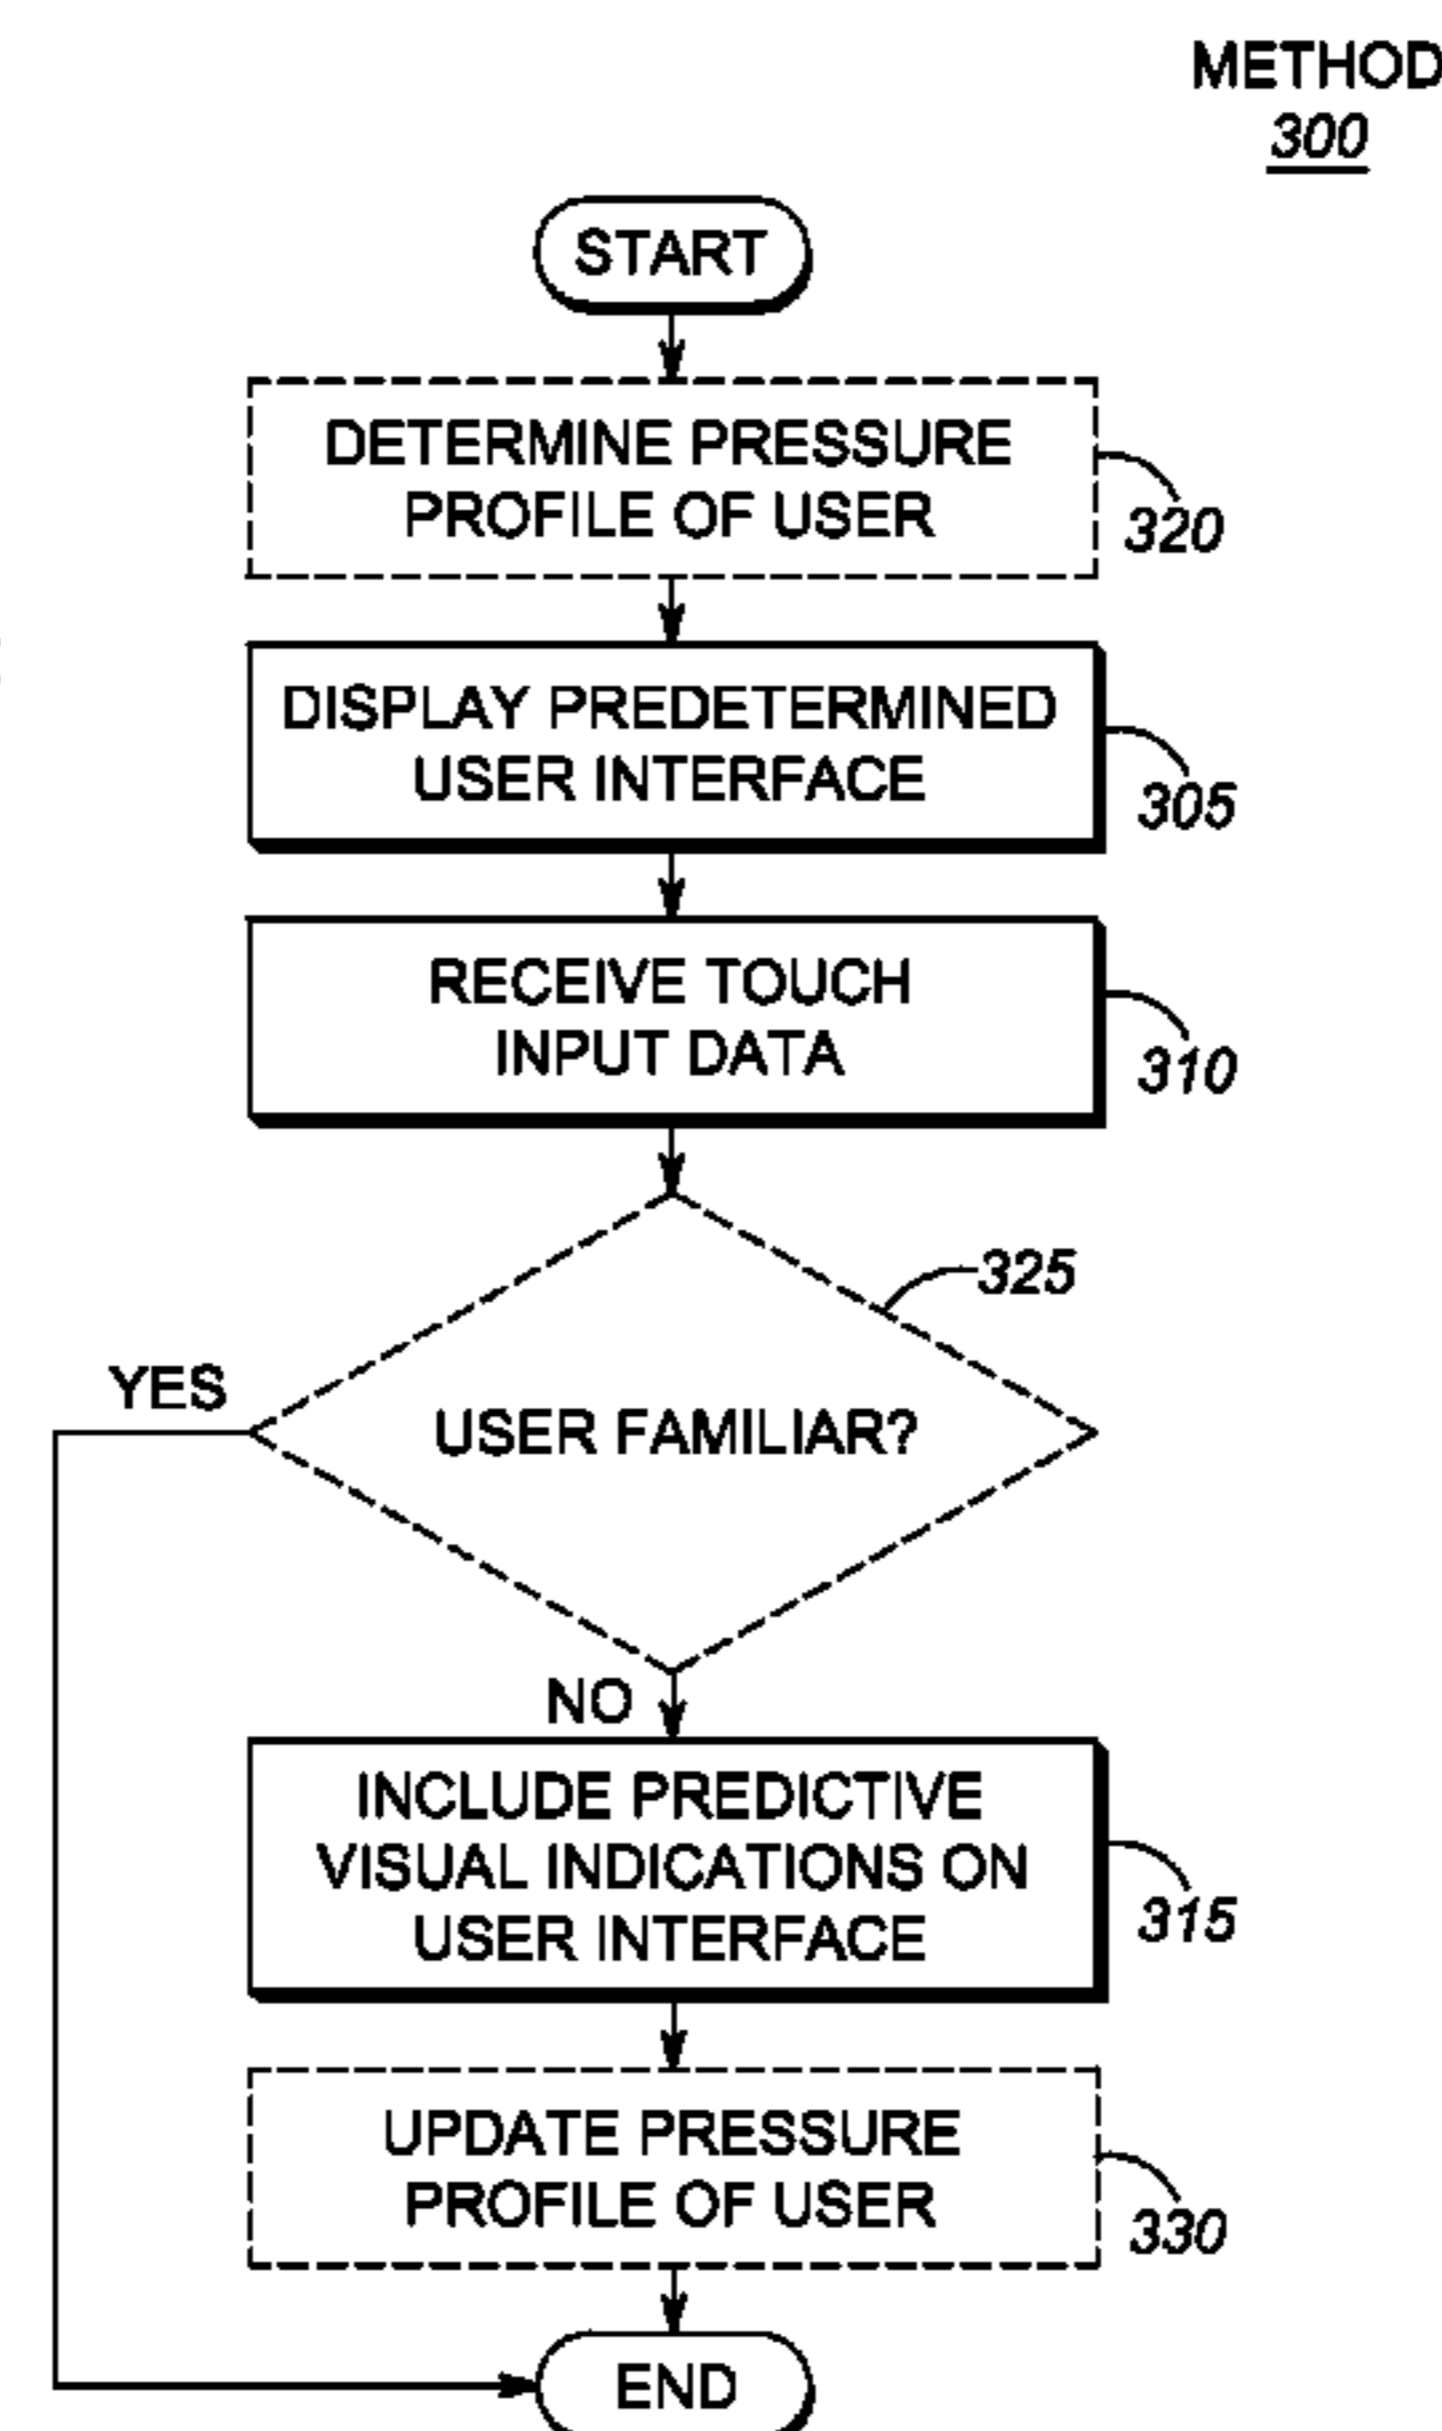 METHOD
300
START
DETERMINE PRESSURE
PROFILE OF USER
320
DISPLAY PREDETERMINED
USER INTERFACE
305
RECEIVE TOUCH
INPUT DATA
310
325
YES
USER FAMILIAR?
NO
INCLUDE PREDICTIVE
VISUAL INDICATIONS ON
USER INTERFACE
315
UPDATE PRESSURE
PROFILE OF USER
330
END